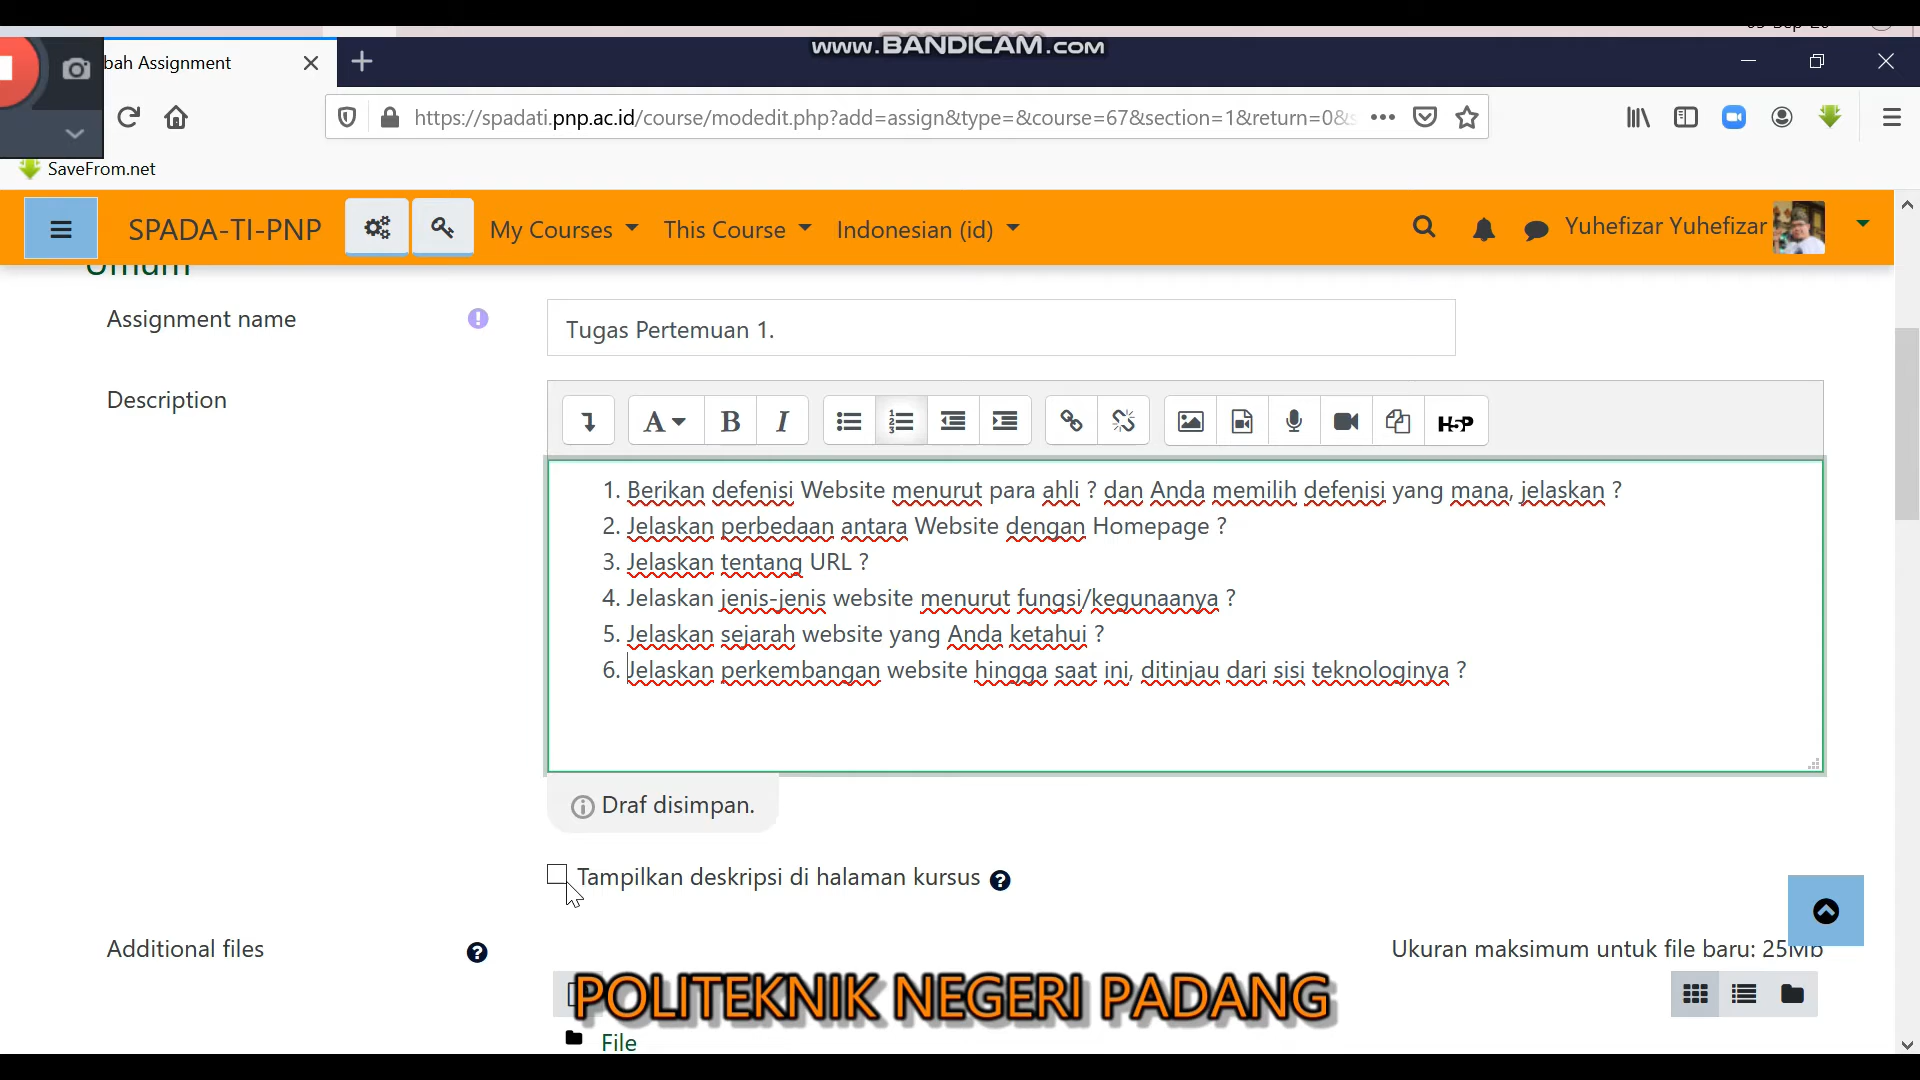 www.BANDICAM.com
bah Assignment
https://spadati.pnp.ac.id/course/modedit.php?add=assign&type=&course=67&section=1&return=0&s
SaveFrom.net
SPADA-TI-PNP
My Courses
This Course
Indonesian (id)
Yuhefizar Yuhefizar
Umum
Assignment name
Tugas Pertemuan 1.
Description
A
B
I
H5P
1. Berikan defenisi Website menurut para ahli ? dan Anda memilih defenisi yang mana, jelaskan ?
2. Jelaskan perbedaan antara Website dengan Homepage ?
3. Jelaskan tentang URL ?
4. Jelaskan jenis-jenis website menurut fungsi/kegunaanya ?
5. Jelaskan sejarah website yang Anda ketahui ?
6. Jelaskan perkembangan website hingga saat ini, ditinjau dari sisi teknologinya ?
Draf disimpan.
Tampilkan deskripsi di halaman kursus
Additional files
Ukuran maksimum untuk file baru: 25Mb
POLITEKNIK NEGERI PADANG
File